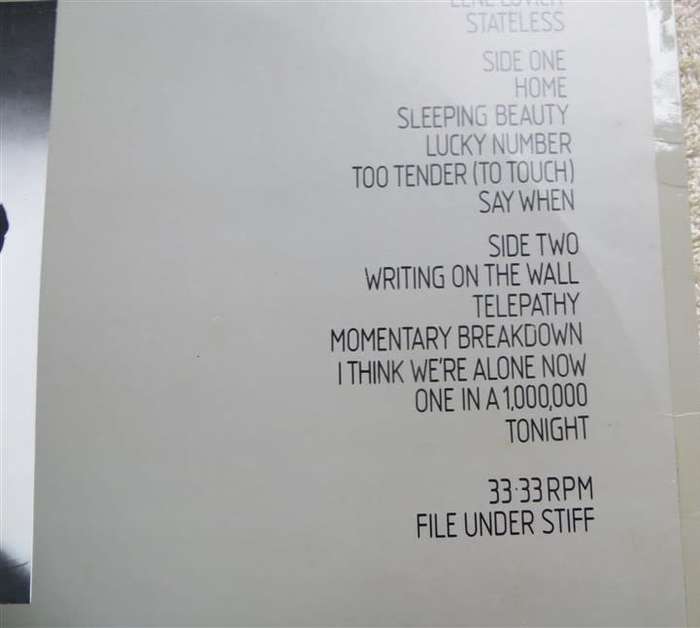 LENE LOVICH
STATELESS
SIDE ONE
HOME
SLEEPING BEAUTY
LUCKY NUMBER
TOO TENDER (TO TOUCH)
SAY WHEN
SIDE TWO
WRITING ON THE WALL
TELEPATHY
MOMENTARY BREAKDOWN
I THINK WE'RE ALONE NOW
ONE IN A 1,000,000
TONIGHT
33·33 RPM
FILE UNDER STIFF